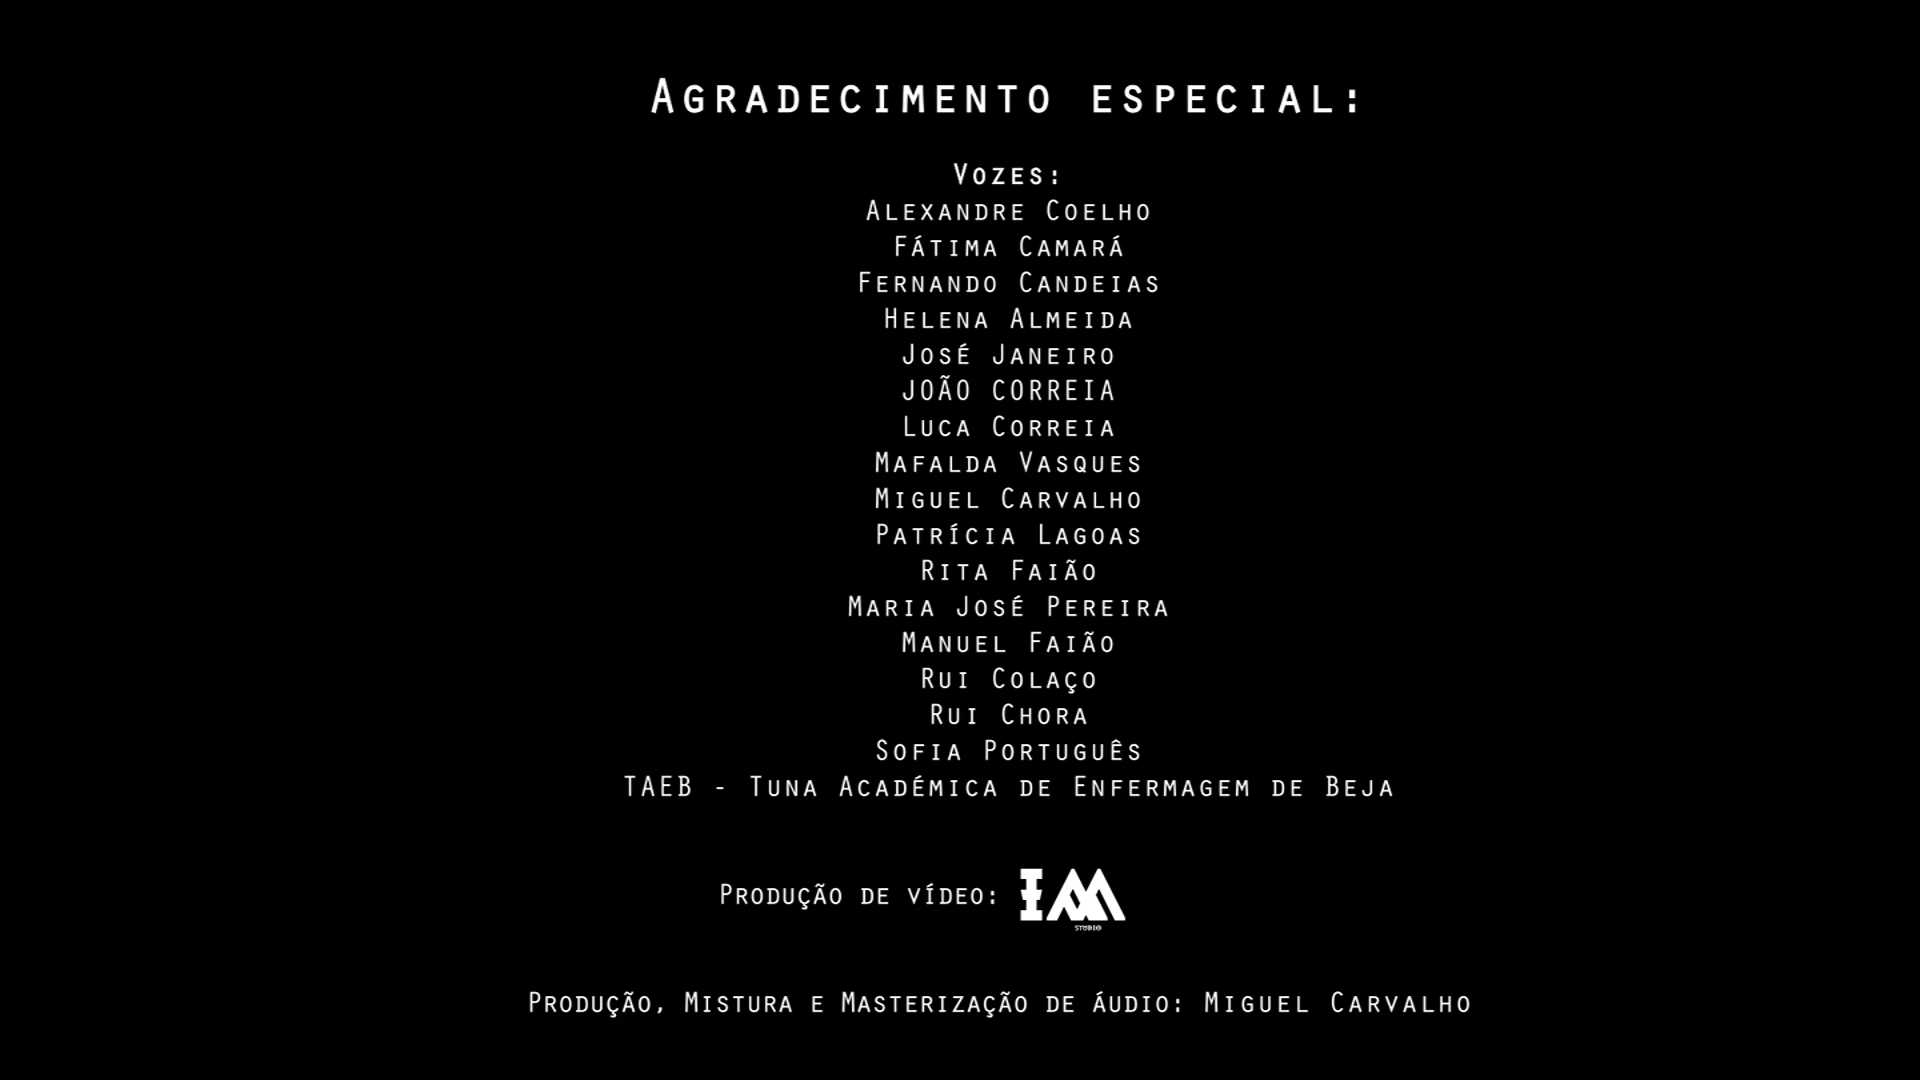 Agradecimento especial:
Vozes:
Alexandre Coelho
Fátima Camará
Fernando Candeias
Helena Almeida
José Janeiro
JOÃO CORREIA
Luca Correia
Mafalda Vasques
Miguel Carvalho
Patrícia Lagoas
Rita Faião
Maria José Pereira
Manuel Faião
Rui Colaço
Rui Chora
Sofia Português
TAEB - Tuna Académica de Enfermagem de Beja
Produção de vídeo: IAM
STUDIO
Produção, Mistura e Masterização de áudio: Miguel Carvalho